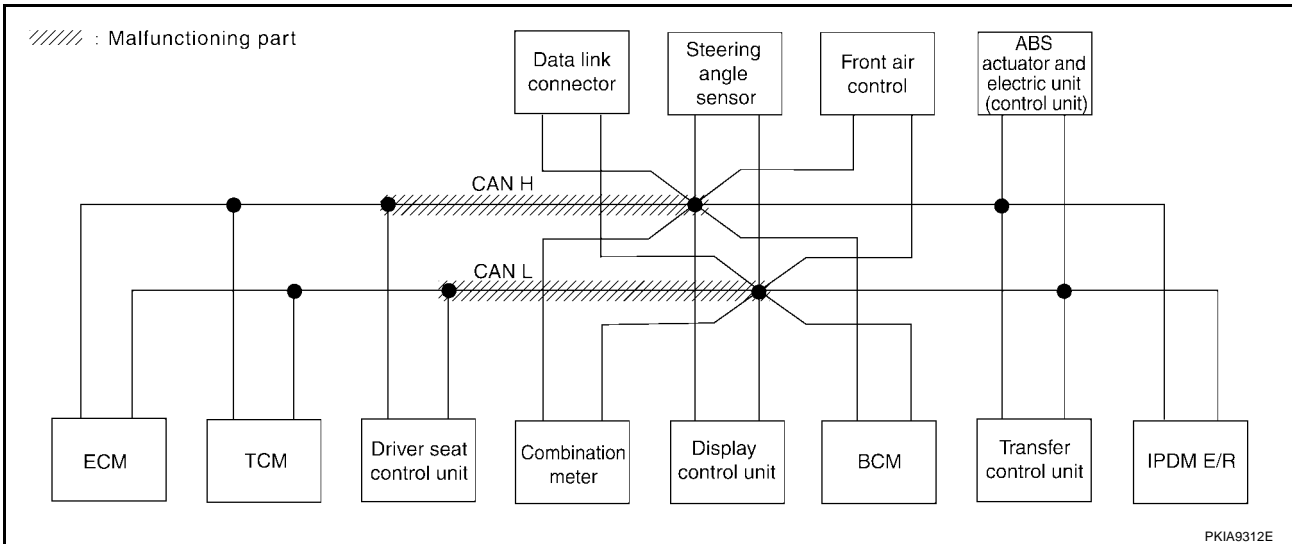 : Malfunctioning part
Data link
connector
Steering
angle
sensor
Front air
control
ABS
actuator and
electric unit
(control unit)
CAN H
CAN L
ECM
TCM
Driver seat
control unit
Combination
meter
Display
control unit
BCM
Transfer
control unit
IPDM E/R
PKIA9312E